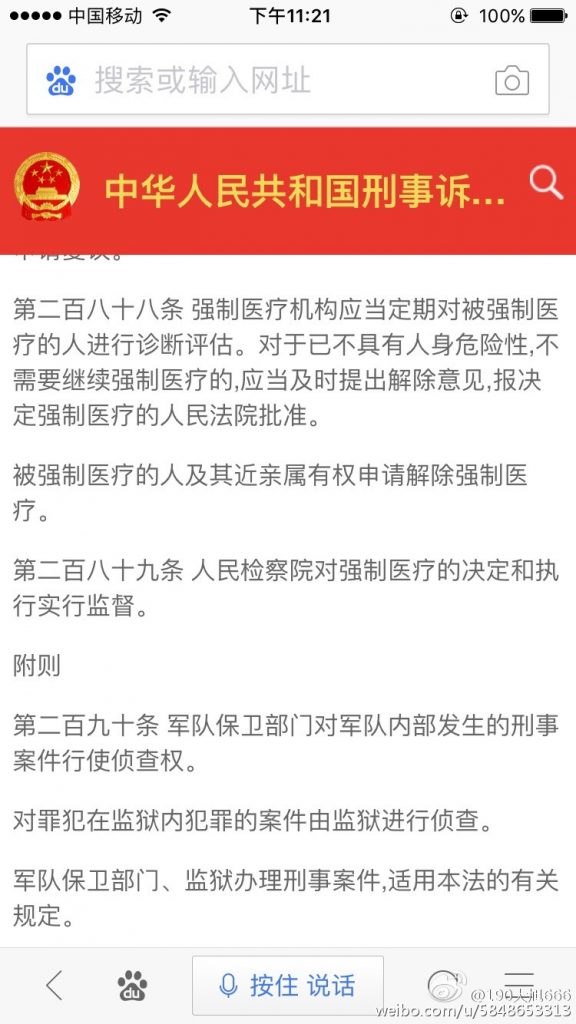 中国移动 下午11:21 100%
du 搜索或输入网址
中华人民共和国刑事诉...
第二百八十八条 强制医疗机构应当定期对被强制医
疗的人进行诊断评估。对于已不具有人身危险性,不
需要继续强制医疗的,应当及时提出解除意见,报决
定强制医疗的人民法院批准。
被强制医疗的人及其近亲属有权申请解除强制医
疗。
第二百八十九条 人民检察院对强制医疗的决定和执
行实行监督。
附则
第二百九十条 军队保卫部门对军队内部发生的刑事
案件行使侦查权。
对罪犯在监狱内犯罪的案件由监狱进行侦查。
军队保卫部门、监狱办理刑事案件,适用本法的有关
规定。
du 按住 说话
weibo.com/u/5848653313